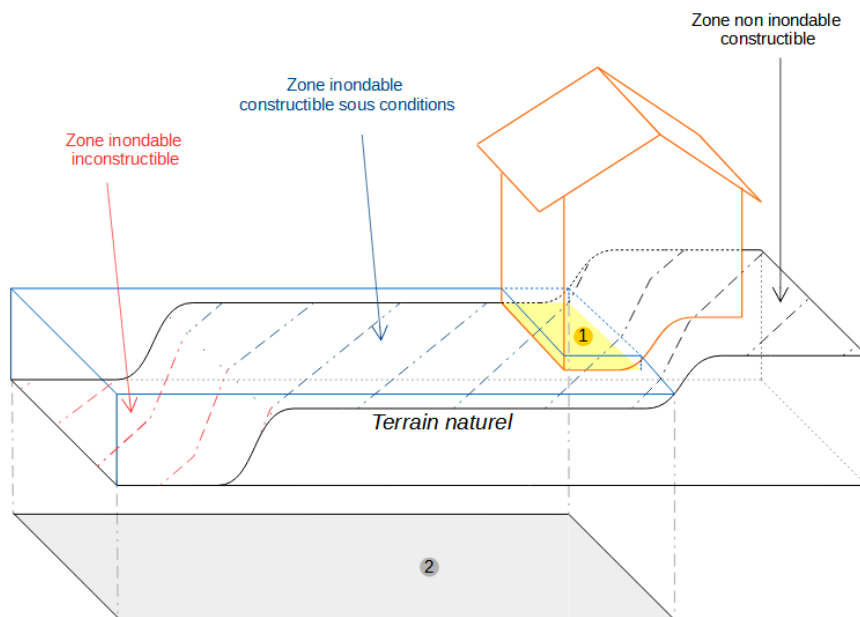 Zone non inondable
constructible
Zone inondable
constructible sous conditions
Zone inondable
inconstructible
1
Terrain naturel
2